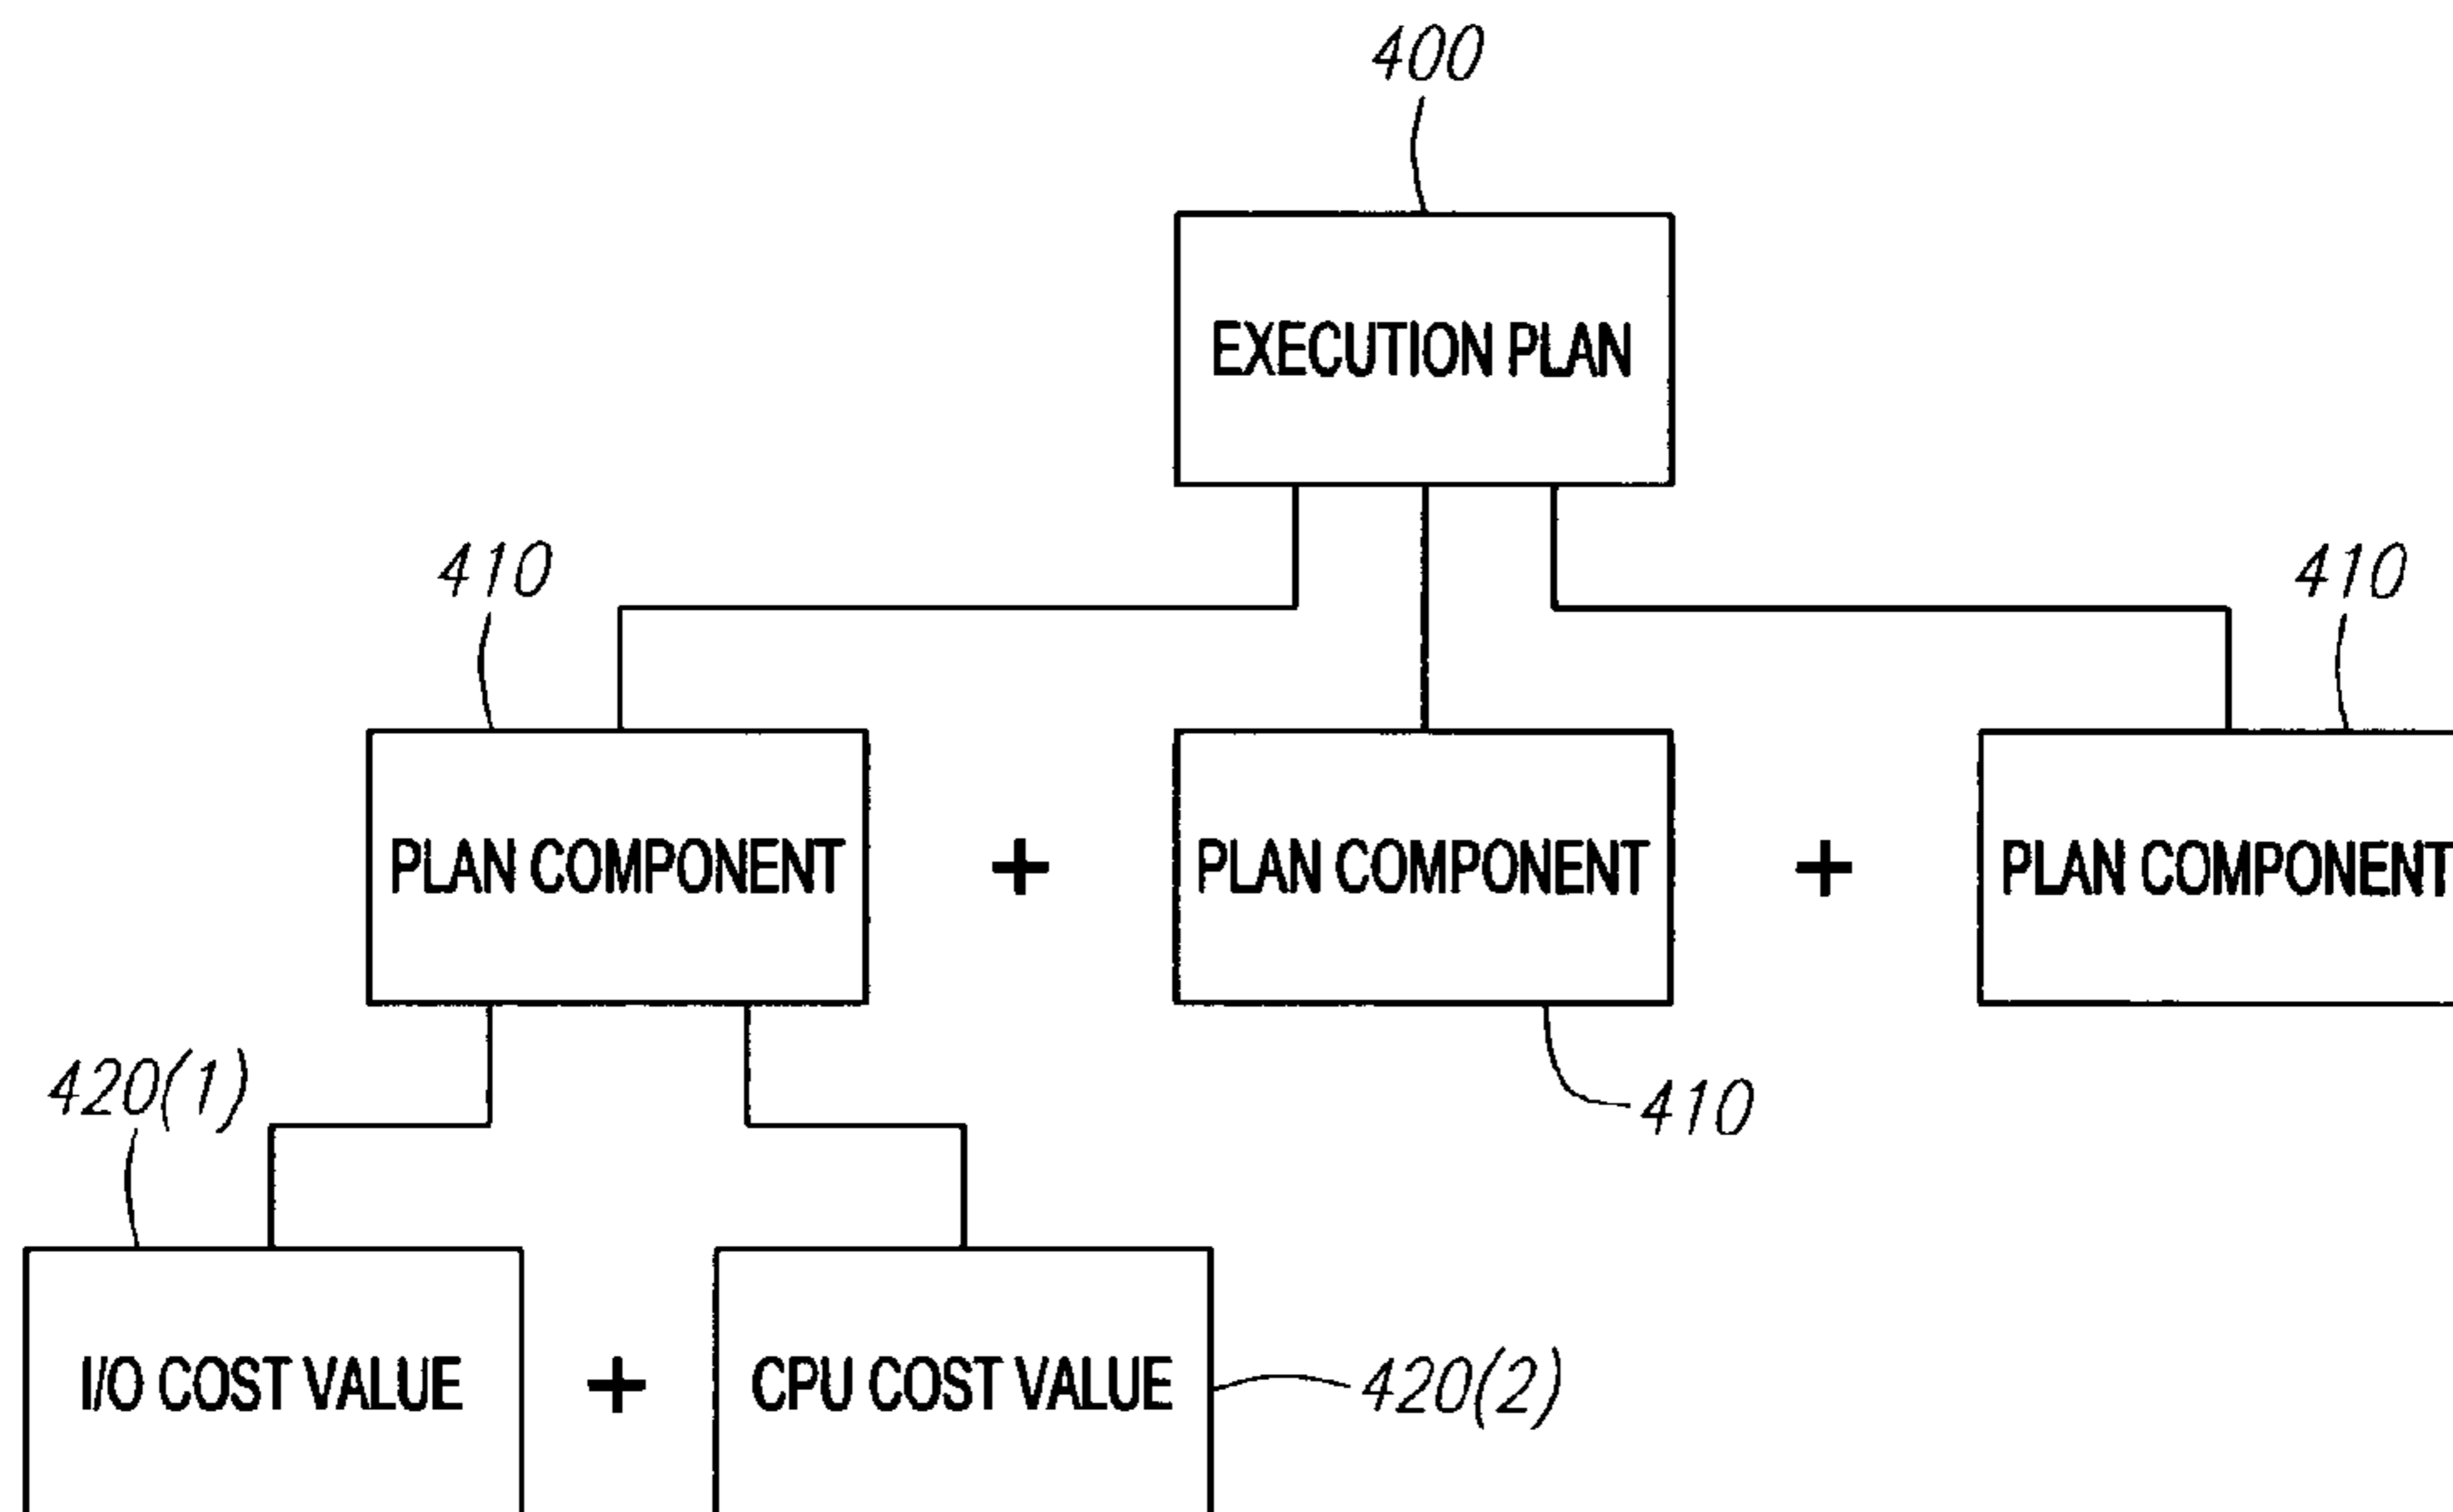 400
EXECUTION PLAN
410
410
PLAN COMPONENT + PLAN COMPONENT + PLAN COMPONENT
420(1)
410
I/O COST VALUE + CPU COST VALUE
420(2)